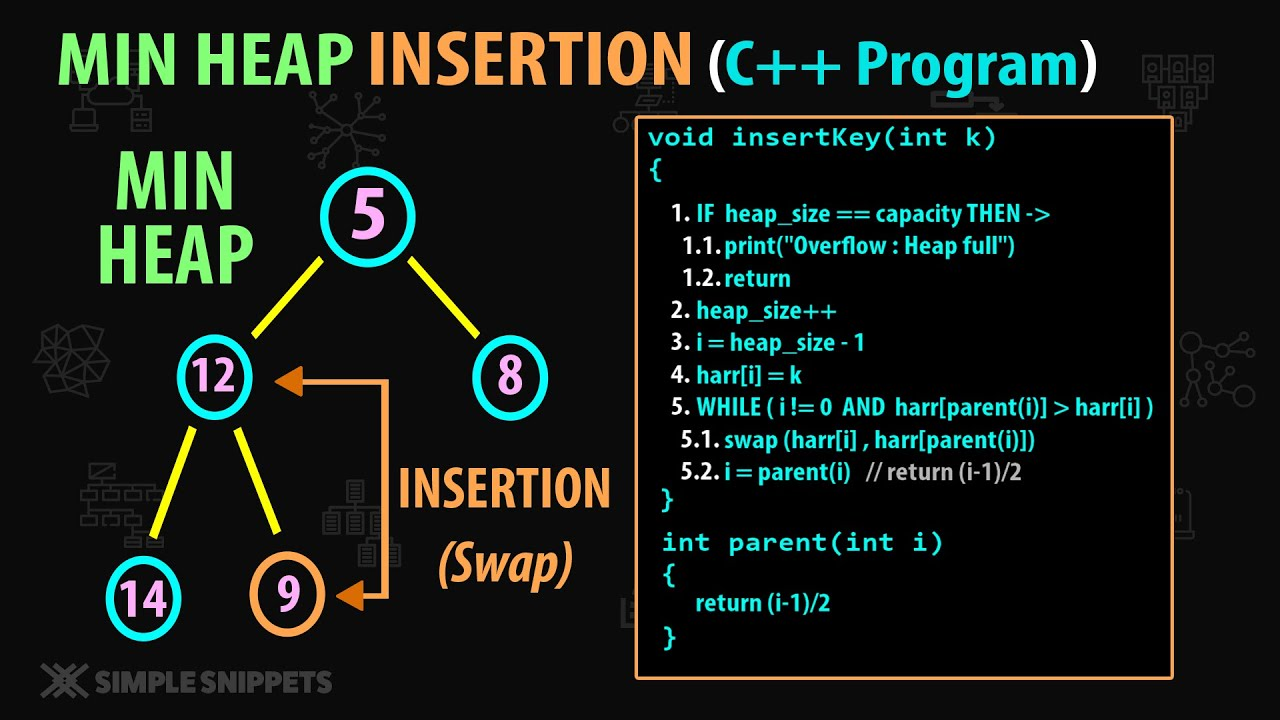 MIN HEAP INSERTION (C++ Program)
MIN
HEAP
5
12
8
14
9
INSERTION
(Swap)
void insertKey(int k)
{
1. IF heap_size == capacity THEN ->
1.1. print("Overflow : Heap full")
1.2. return
2. heap_size++
3. i = heap_size - 1
4. harr[i] = k
5. WHILE ( i != 0 AND harr[parent(i)] > harr[i] )
5.1. swap (harr[i] , harr[parent(i)])
5.2. i = parent(i) // return (i-1)/2
}
int parent(int i)
{
return (i-1)/2
}
SIMPLE SNIPPETS